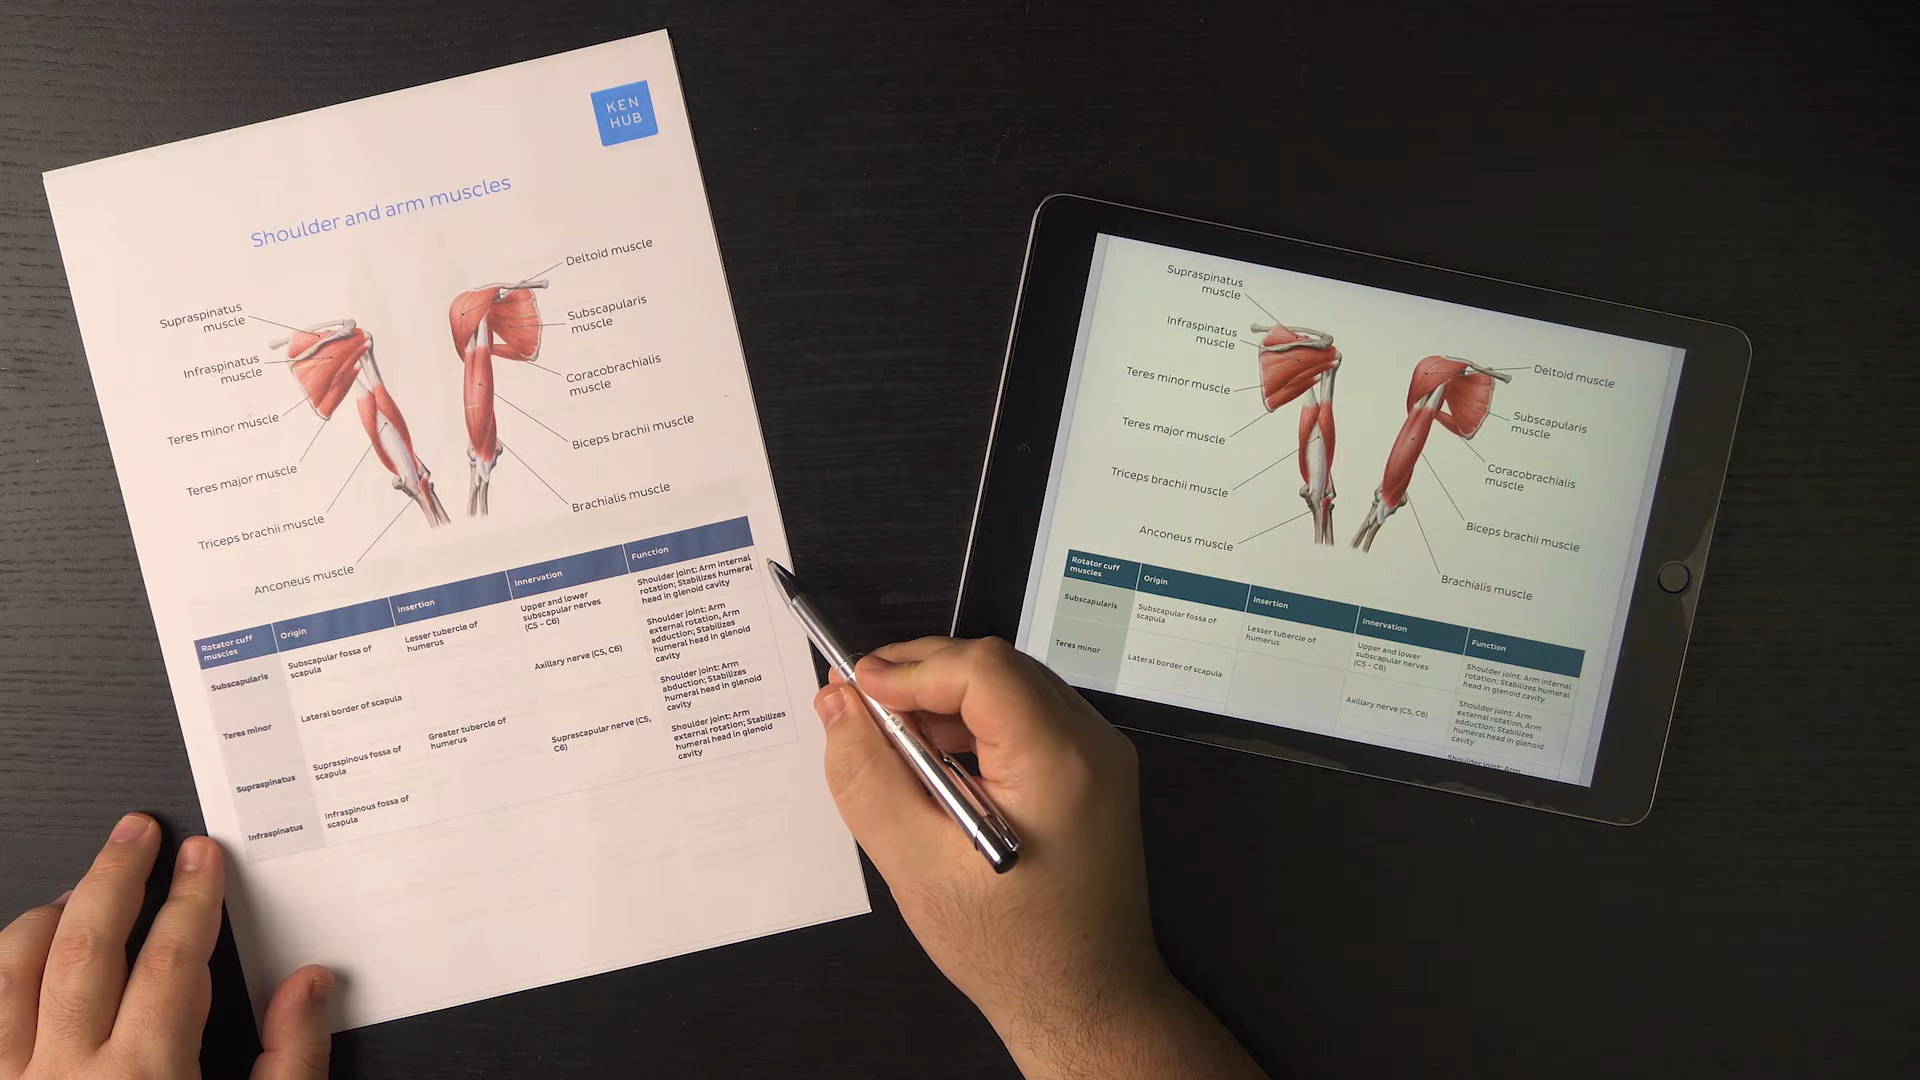 KEN
HUB
Shoulder and arm muscles
Deltoid muscle
Supraspinatus
muscle
Subscapularis
muscle
Infraspinatus
muscle
Coracobrachialis
muscle
Teres minor muscle
Biceps brachii muscle
Teres major muscle
Brachialis muscle
Triceps brachii muscle
Anconeus muscle
Rotator cuff
muscles
Origin
Insertion
Innervation
Function
Subscapularis
Subscapular fossa of
scapula
Lesser tubercle of
humerus
Upper and lower
subscapular nerves
(C5 - C6)
Shoulder joint: Arm internal
rotation; Stabilizes humeral
head in glenoid cavity
Teres minor
Lateral border of scapula
Greater tubercle of
humerus
Axillary nerve (C5, C6)
Shoulder joint: Arm
external rotation, Arm
adduction; Stabilizes
humeral head in glenoid
cavity
Supraspinatus
Supraspinous fossa of
scapula
Suprascapular nerve (C5,
C6)
Shoulder joint: Arm
abduction; Stabilizes
humeral head in glenoid
cavity
Infraspinatus
Infraspinous fossa of
scapula
Shoulder joint: Arm
external rotation; Stabilizes
humeral head in glenoid
cavity
Supraspinatus
muscle
Infraspinatus
muscle
Deltoid muscle
Teres minor muscle
Subscapularis
muscle
Teres major muscle
Coracobrachialis
muscle
Triceps brachii muscle
Biceps brachii muscle
Anconeus muscle
Brachialis muscle
Rotator cuff
muscles
Origin
Insertion
Innervation
Function
Subscapularis
Subscapular fossa of
scapula
Lesser tubercle of
humerus
Upper and lower
subscapular nerves
(C5 - C6)
Shoulder joint: Arm internal
rotation; Stabilizes humeral
head in glenoid cavity
Teres minor
Lateral border of scapula
Axillary nerve (C5, C6)
Shoulder joint: Arm
external rotation, Arm
adduction; Stabilizes
humeral head in glenoid
cavity
Shoulder joint: Arm